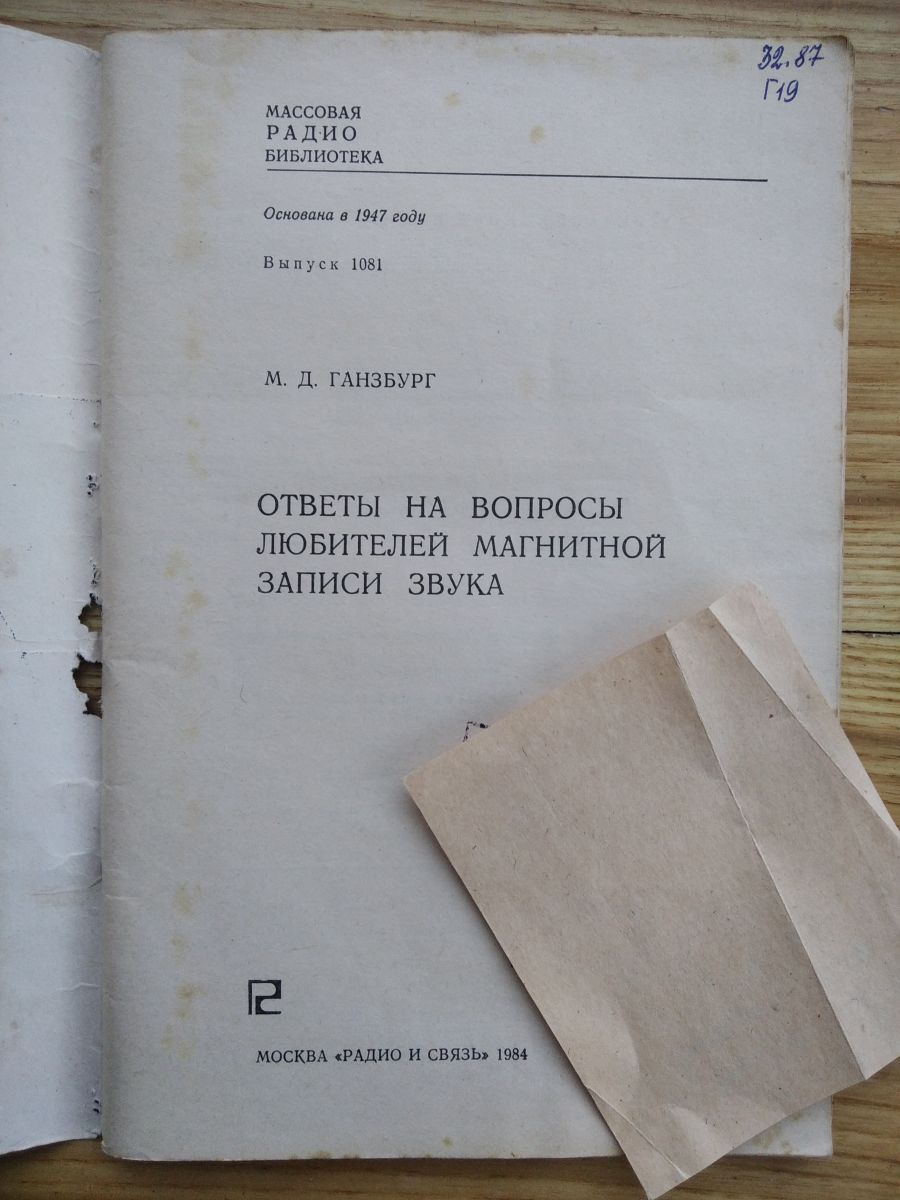 32.87
Г19
МАССОВАЯ
РАДИО
БИБЛИОТЕКА
Основана в 1947 году
Выпуск 1081
М. Д. ГАНЗБУРГ
ОТВЕТЫ НА ВОПРОСЫ
ЛЮБИТЕЛЕЙ МАГНИТНОЙ
ЗАПИСИ ЗВУКА
МОСКВА «РАДИО И СВЯЗЬ» 1984